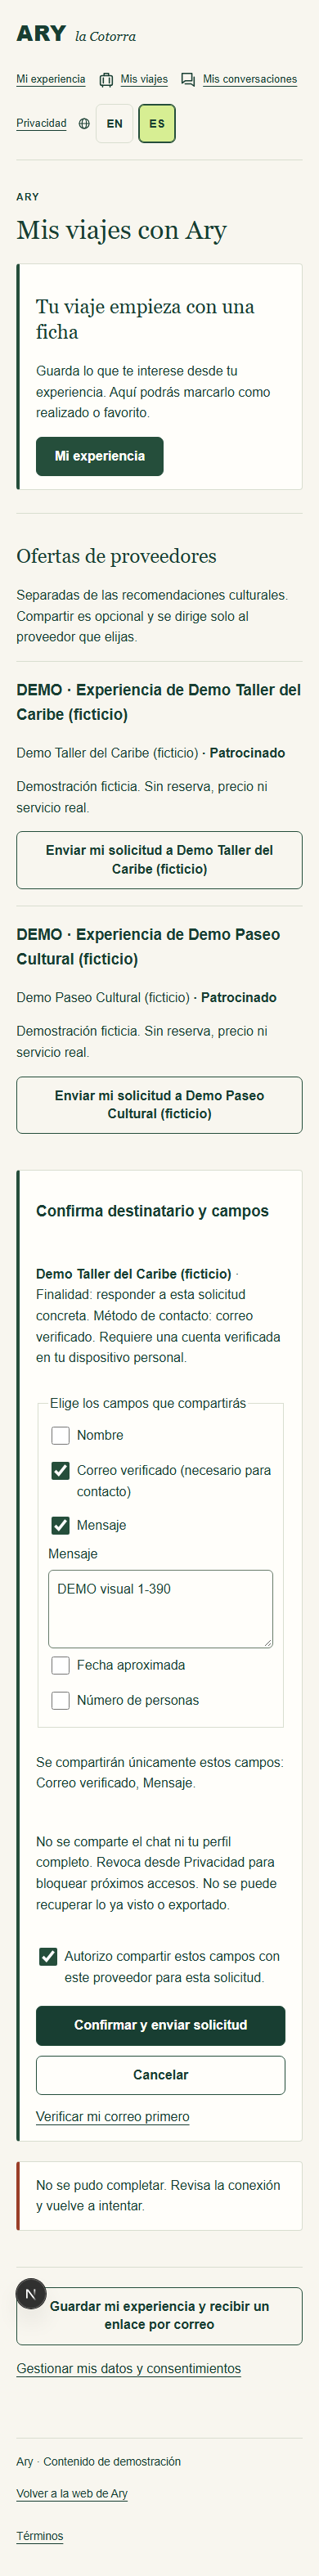 ARY la Cotorra
Mi experiencia Mis viajes Mis conversaciones
Privacidad EN ES
ARY
Mis viajes con Ary
Tu viaje empieza con una
ficha
Guarda lo que te interese desde tu
experiencia. Aquí podrás marcarlo como
realizado o favorito.
Mi experiencia
Ofertas de proveedores
Separadas de las recomendaciones culturales.
Compartir es opcional y se dirige solo al
proveedor que elijas.
DEMO · Experiencia de Demo Taller del
Caribe (ficticio)
Demo Taller del Caribe (ficticio) · Patrocinado
Demostración ficticia. Sin reserva, precio ni
servicio real.
Enviar mi solicitud a Demo Taller del
Caribe (ficticio)
DEMO · Experiencia de Demo Paseo
Cultural (ficticio)
Demo Paseo Cultural (ficticio) · Patrocinado
Demostración ficticia. Sin reserva, precio ni
servicio real.
Enviar mi solicitud a Demo Paseo
Cultural (ficticio)
Confirma destinatario y campos
Demo Taller del Caribe (ficticio) ·
Finalidad: responder a esta solicitud
concreta. Método de contacto: correo
verificado. Requiere una cuenta verificada
en tu dispositivo personal.
Elige los campos que compartirás
Nombre
Correo verificado (necesario para
contacto)
Mensaje
Mensaje
DEMO visual 1-390
Fecha aproximada
Número de personas
Se compartirán únicamente estos campos:
Correo verificado, Mensaje.
No se comparte el chat ni tu perfil
completo. Revoca desde Privacidad para
bloquear próximos accesos. No se puede
recuperar lo ya visto o exportado.
Autorizo compartir estos campos con
este proveedor para esta solicitud.
Confirmar y enviar solicitud
Cancelar
Verificar mi correo primero
No se pudo completar. Revisa la conexión
y vuelve a intentar.
N
Guardar mi experiencia y recibir un
enlace por correo
Gestionar mis datos y consentimientos
Ary · Contenido de demostración
Volver a la web de Ary
Términos